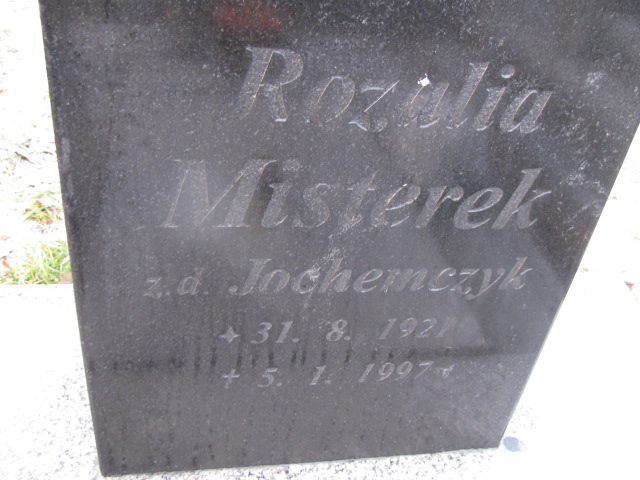 Rozalia
Misterek
z d. Jochemczyk
✦ 31. 8. 1921
+ 5. 1. 1997